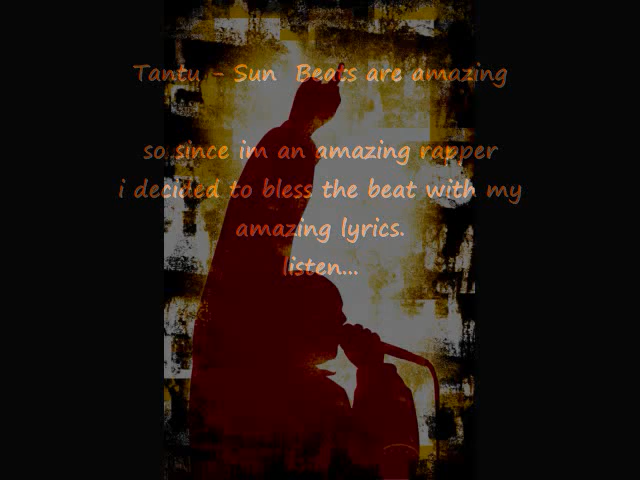 Tantu - Sun Beats are amazing
so since im an amazing rapper
i decided to bless the beat with my
amazing lyrics.
listen...